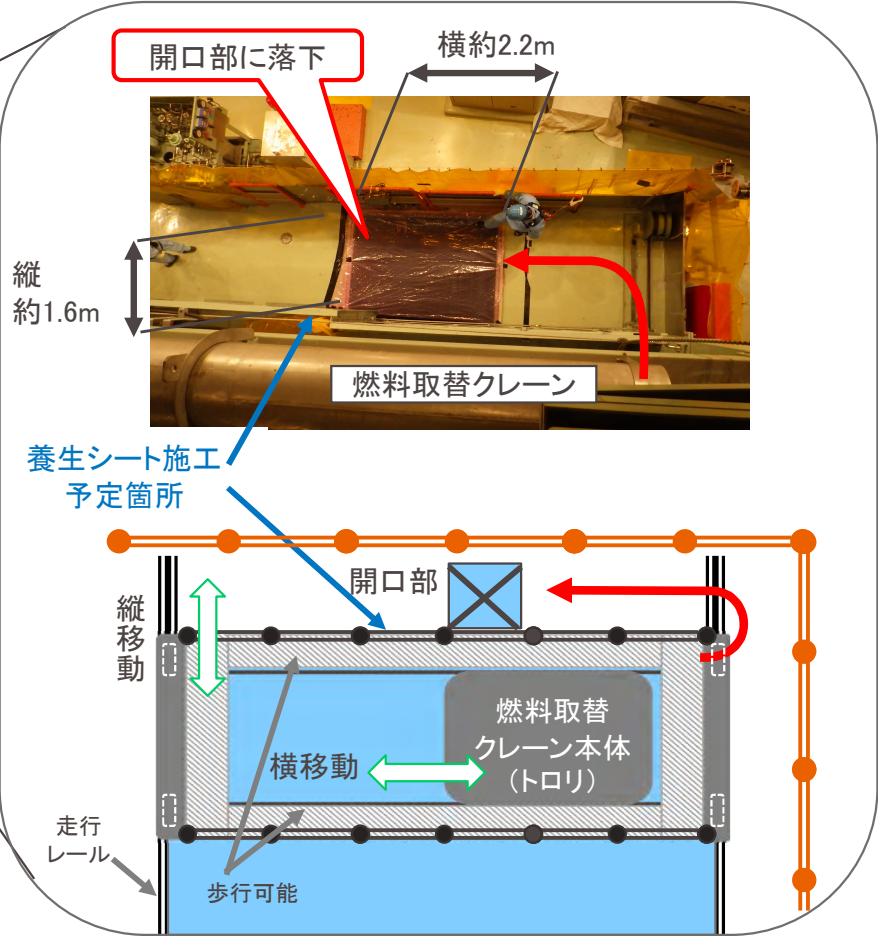 開口部に落下
横約2.2m
縦
約1.6m
燃料取替クレーン
養生シート施工
予定箇所
開口部
縦移動
燃料取替
クレーン本体
(トロリ)
横移動
走行
レール
歩行可能